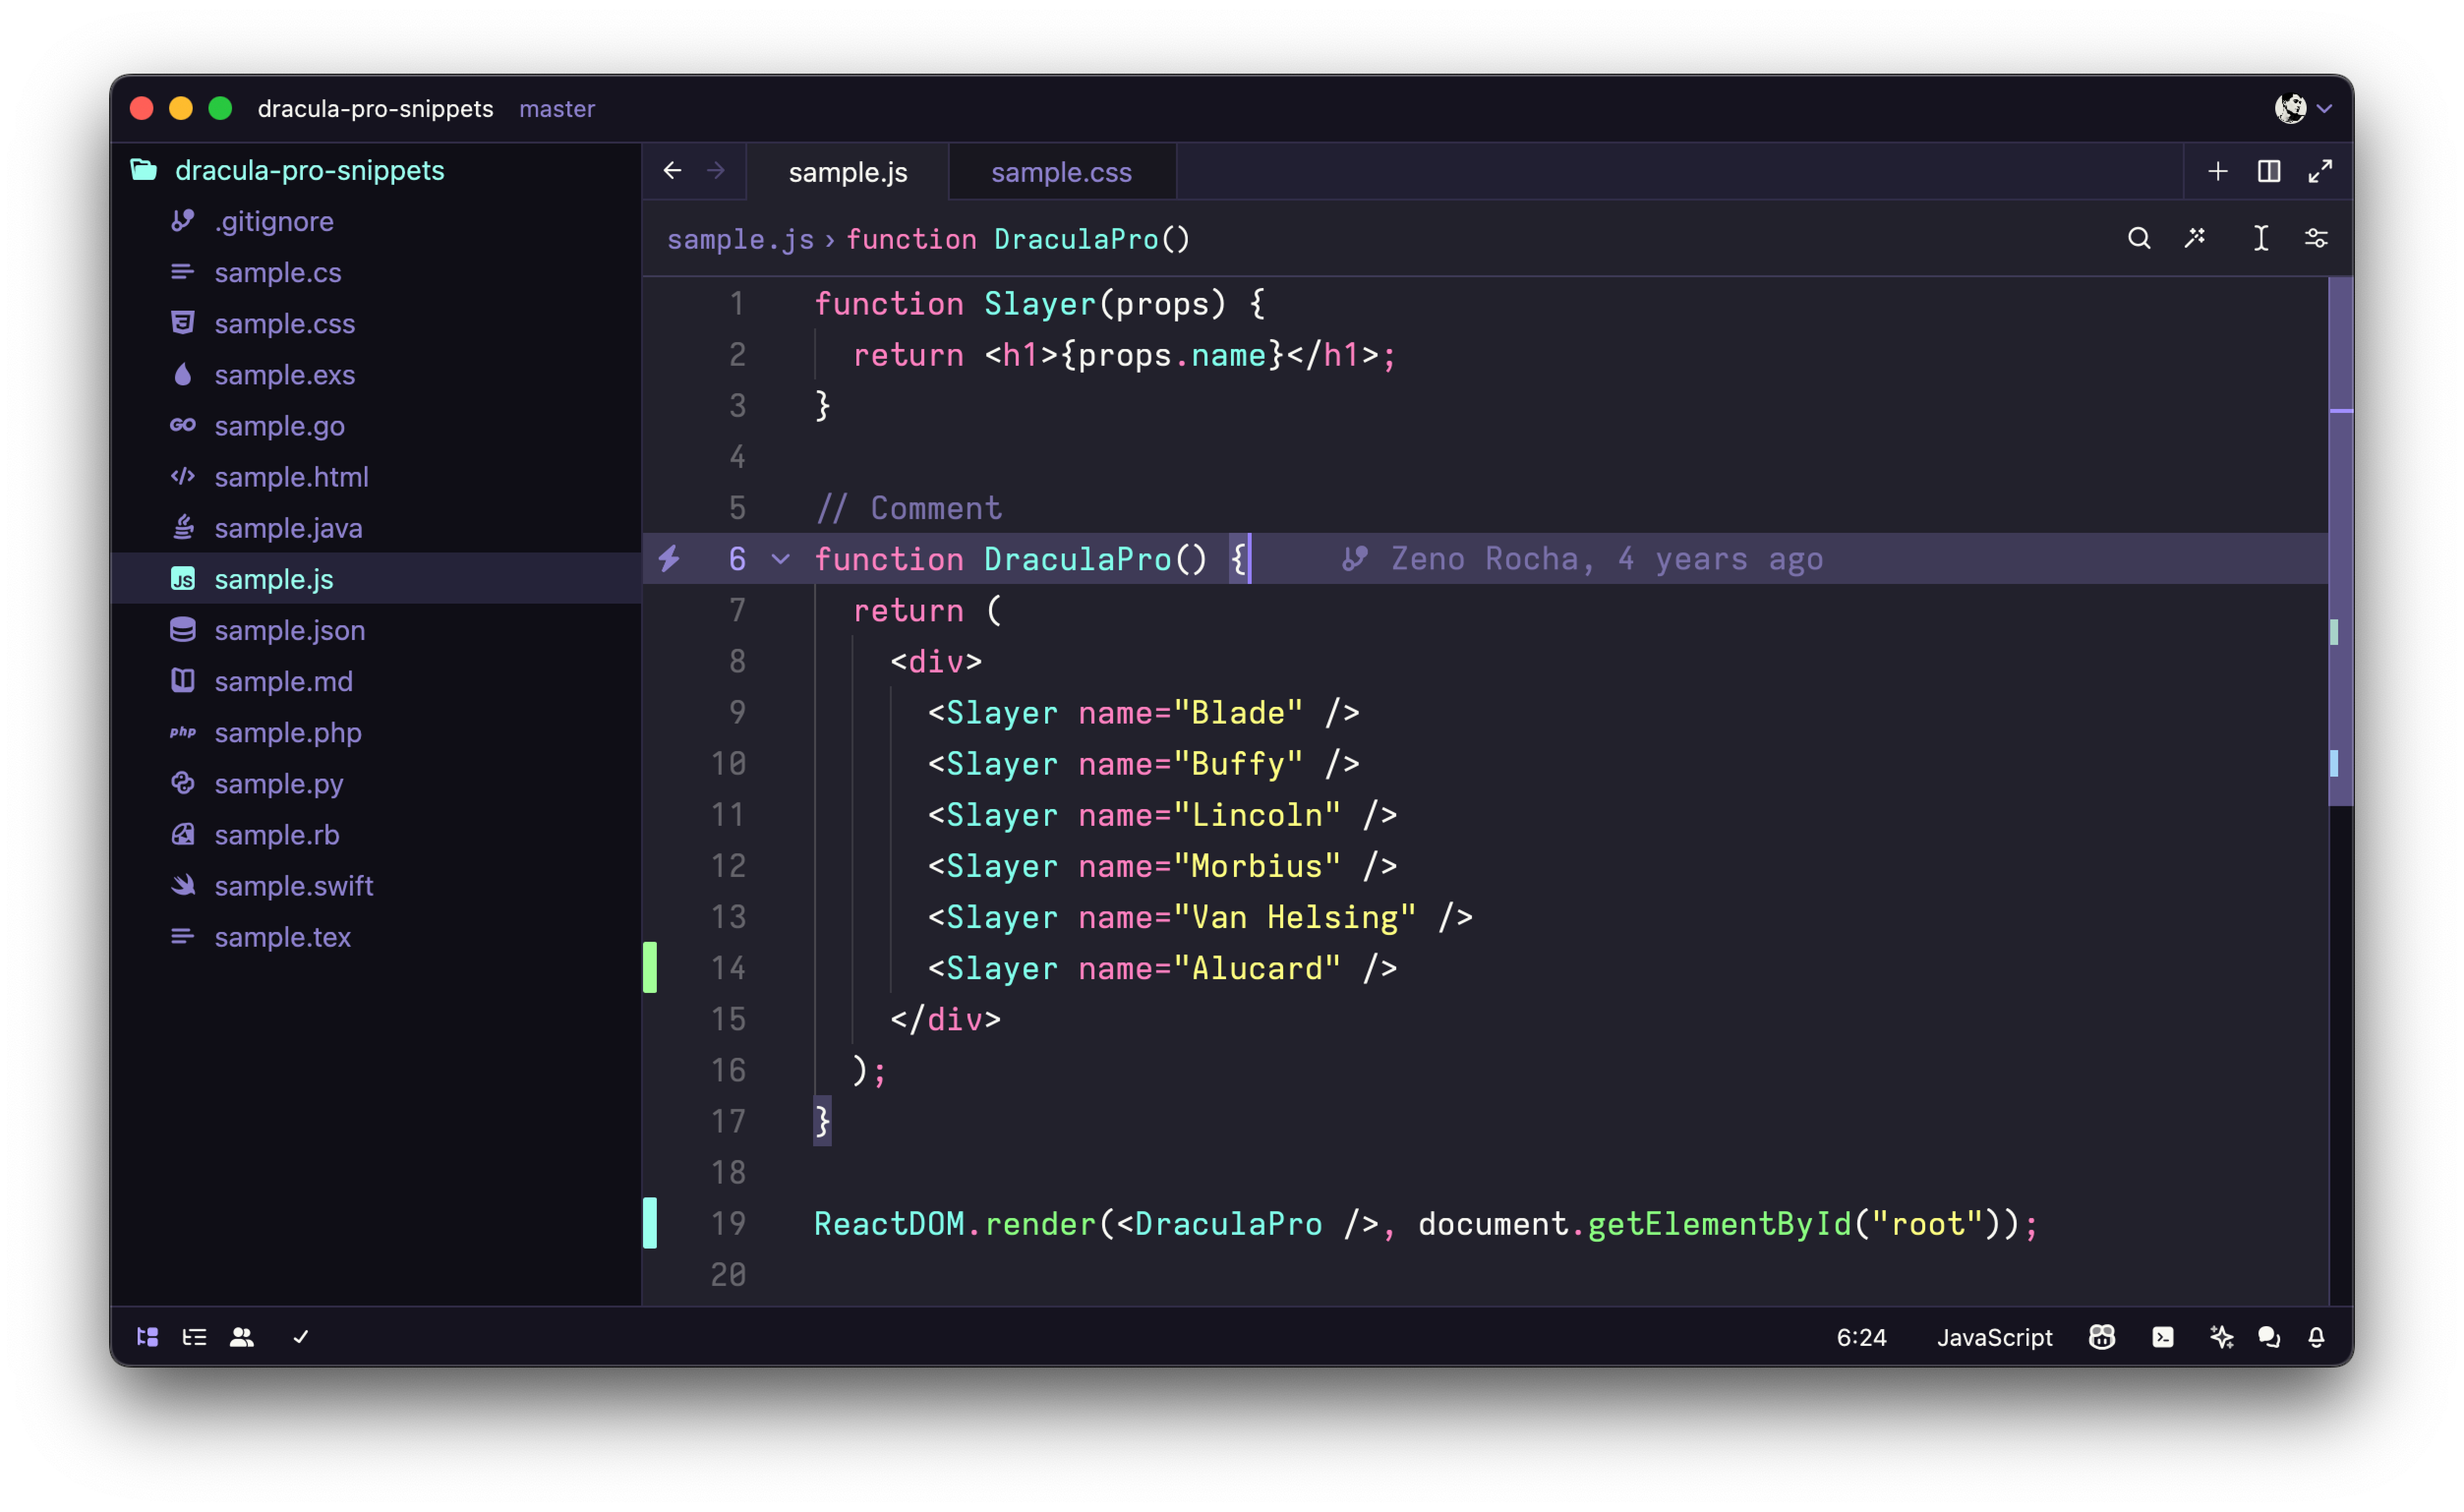 dracula-pro-snippets master
dracula-pro-snippets
.gitignore
sample.cs
sample.css
sample.exs
sample.go
sample.html
sample.java
sample.js
sample.json
sample.md
sample.php
sample.py
sample.rb
sample.swift
sample.tex
sample.js sample.css
sample.js › function DraculaPro()
1 function Slayer(props) {
2 return <h1>{props.name}</h1>;
3 }
4
5 // Comment
6 function DraculaPro() { Zeno Rocha, 4 years ago
7 return (
8 <div>
9 <Slayer name="Blade" />
10 <Slayer name="Buffy" />
11 <Slayer name="Lincoln" />
12 <Slayer name="Morbius" />
13 <Slayer name="Van Helsing" />
14 <Slayer name="Alucard" />
15 </div>
16 );
17 }
18
19 ReactDOM.render(<DraculaPro />, document.getElementById("root"));
20
6:24 JavaScript